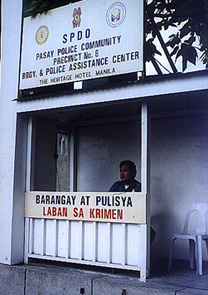 SPDO
PASAY POLICE COMMUNITY
PRECINCT No. 6
BRGY. & POLICE ASSISTANCE CENTER
THE HERITAGE HOTEL MANILA
BARANGAY AT PULISYA
LABAN SA KRIMEN